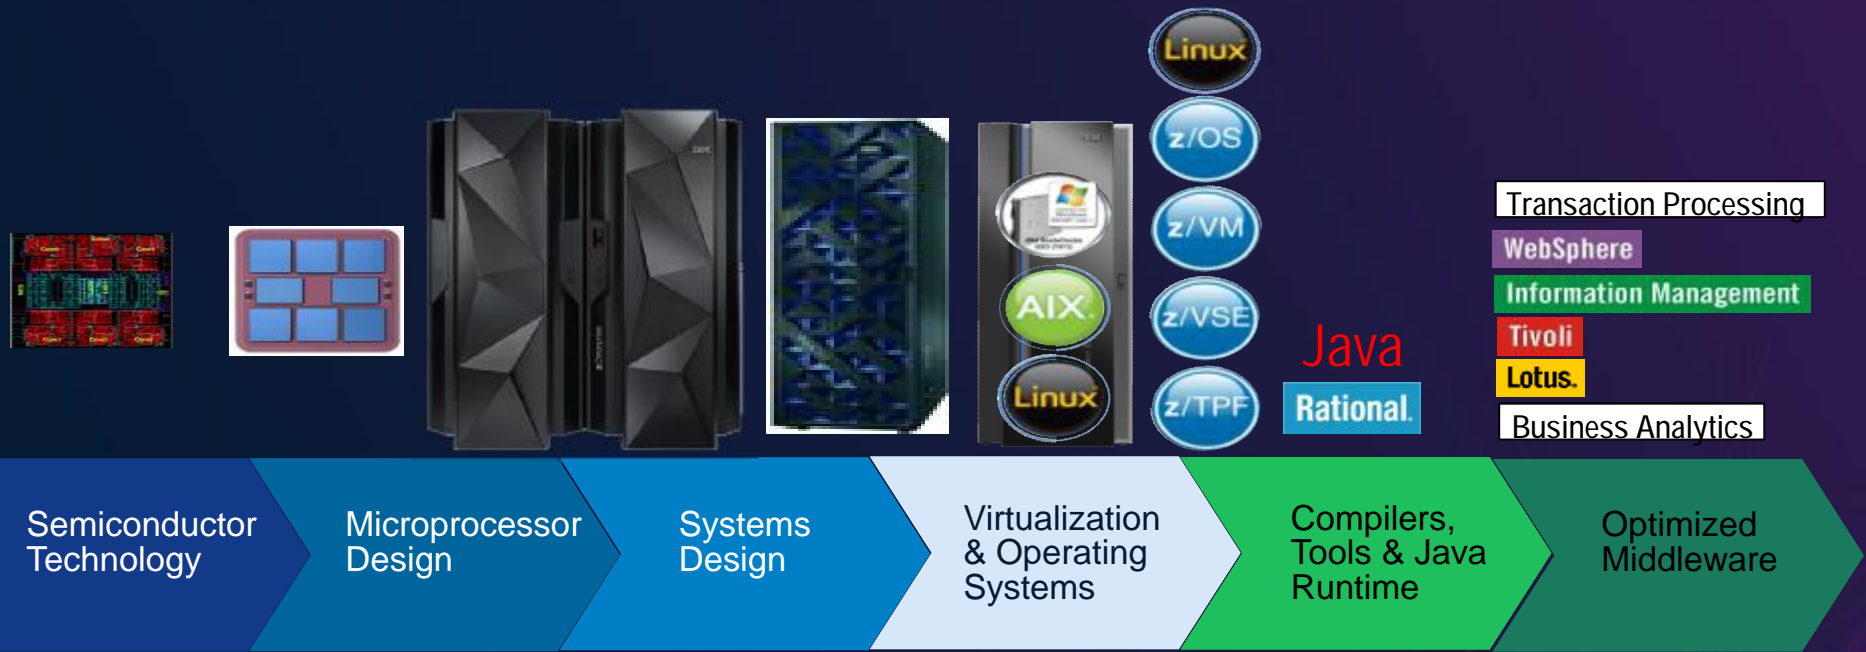 Linux
z/OS
z/VM
z/VSE
z/TPF
AIX
Linux
Java
Rational.
Transaction Processing
WebSphere
Information Management
Tivoli
Lotus.
Business Analytics
Semiconductor
Technology
Microprocessor
Design
Systems
Design
Virtualization
& Operating
Systems
Compilers,
Tools & Java
Runtime
Optimized
Middleware